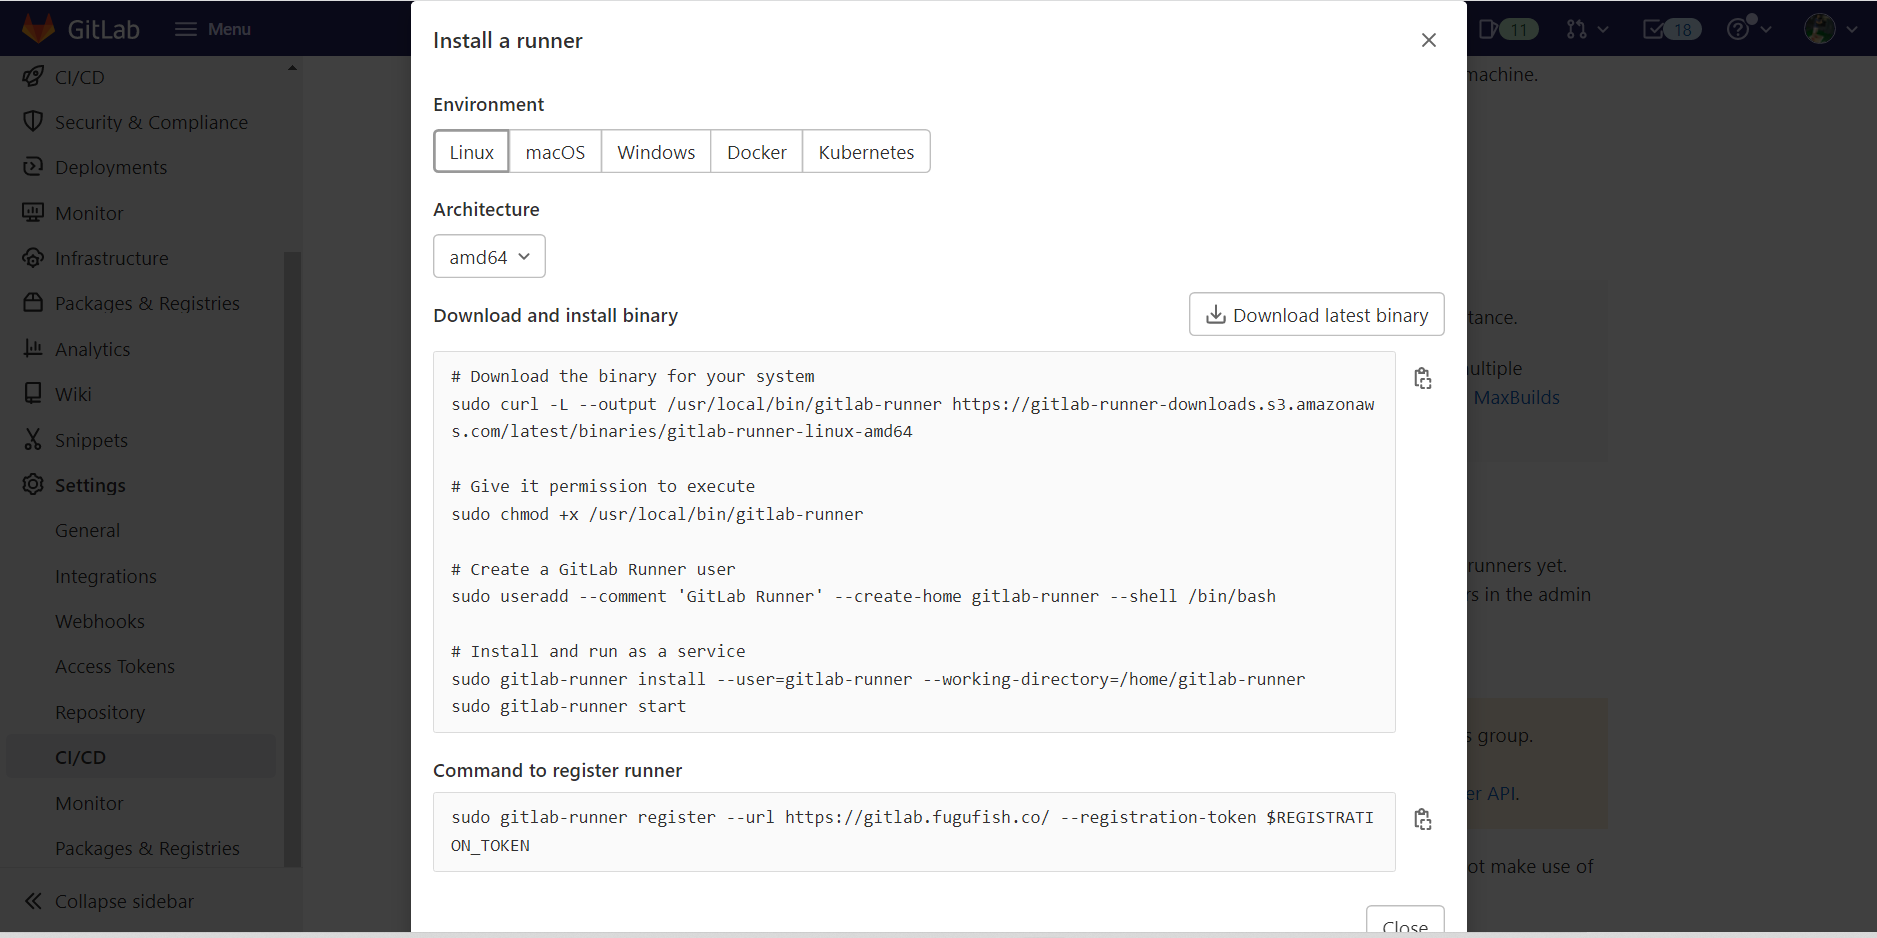 GitLab
Menu
11
18
CI/CD
Security & Compliance
Deployments
Monitor
Infrastructure
Packages & Registries
Analytics
Wiki
Snippets
Settings
General
Integrations
Webhooks
Access Tokens
Repository
CI/CD
Monitor
Packages & Registries
Collapse sidebar
Install a runner
Environment
Linux macOS Windows Docker Kubernetes
Architecture
amd64
Download and install binary
Download latest binary
# Download the binary for your system
sudo curl -L --output /usr/local/bin/gitlab-runner https://gitlab-runner-downloads.s3.amazonaw
s.com/latest/binaries/gitlab-runner-linux-amd64
# Give it permission to execute
sudo chmod +x /usr/local/bin/gitlab-runner
# Create a GitLab Runner user
sudo useradd --comment 'GitLab Runner' --create-home gitlab-runner --shell /bin/bash
# Install and run as a service
sudo gitlab-runner install --user=gitlab-runner --working-directory=/home/gitlab-runner
sudo gitlab-runner start
Command to register runner
sudo gitlab-runner register --url https://gitlab.fugufish.co/ --registration-token $REGISTRATI
ON_TOKEN
Close
machine.
tance.
ultiple
MaxBuilds
runners yet.
rs in the admin
s group.
er API.
ot make use of